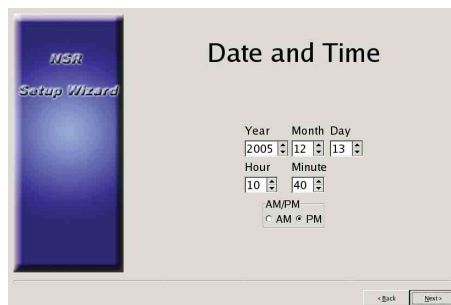 NSR
Setup Wizard
Date and Time
Year Month Day
2005 12 13
Hour Minute
10 40
AM/PM
AM PM
<Back Next>